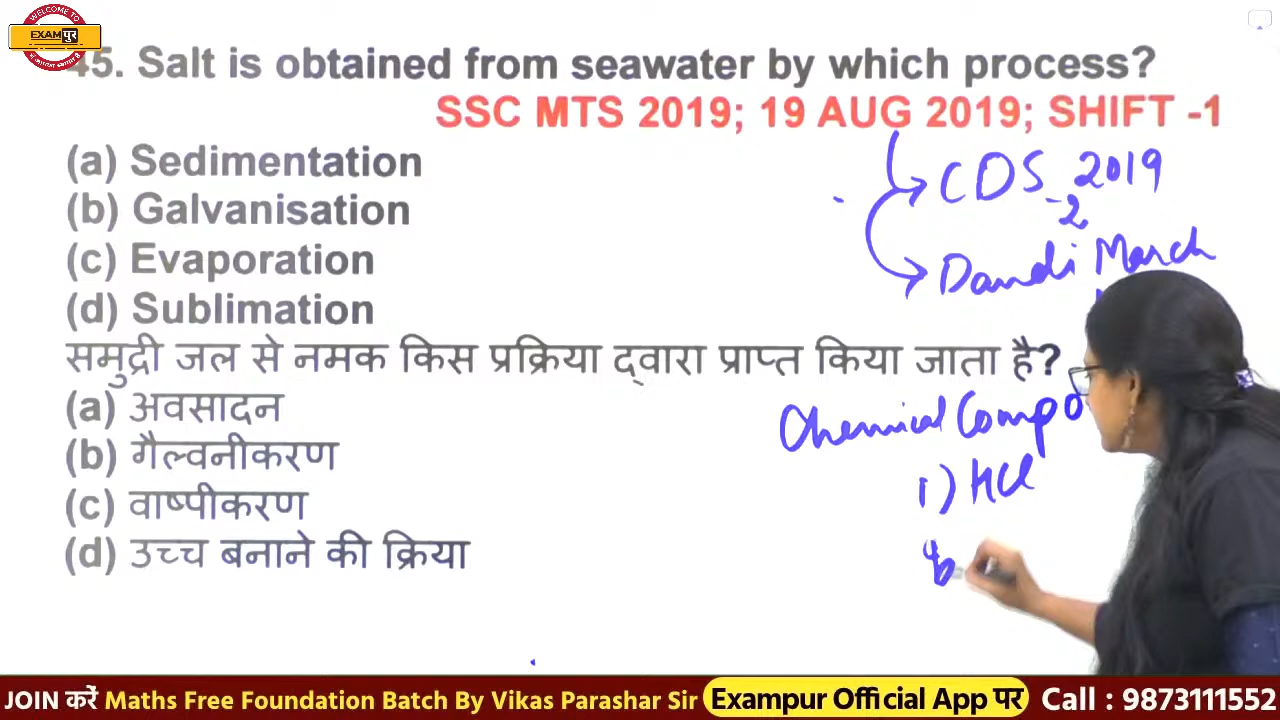 WELCOME TO
EXAMपुर
45. Salt is obtained from seawater by which process?
SSC MTS 2019; 19 AUG 2019; SHIFT -1
(a) Sedimentation
(b) Galvanisation
(c) Evaporation
(d) Sublimation
CDS-2 2019
Dandi March
समुद्री जल से नमक किस प्रक्रिया द्वारा प्राप्त किया जाता है?
(a) अवसादन
(b) गैल्वनीकरण
(c) वाष्पीकरण
(d) उच्च बनाने की क्रिया
Chemical Compo
1) HCl
JOIN करें Maths Free Foundation Batch By Vikas Parashar Sir Exampur Official App पर Call : 9873111552